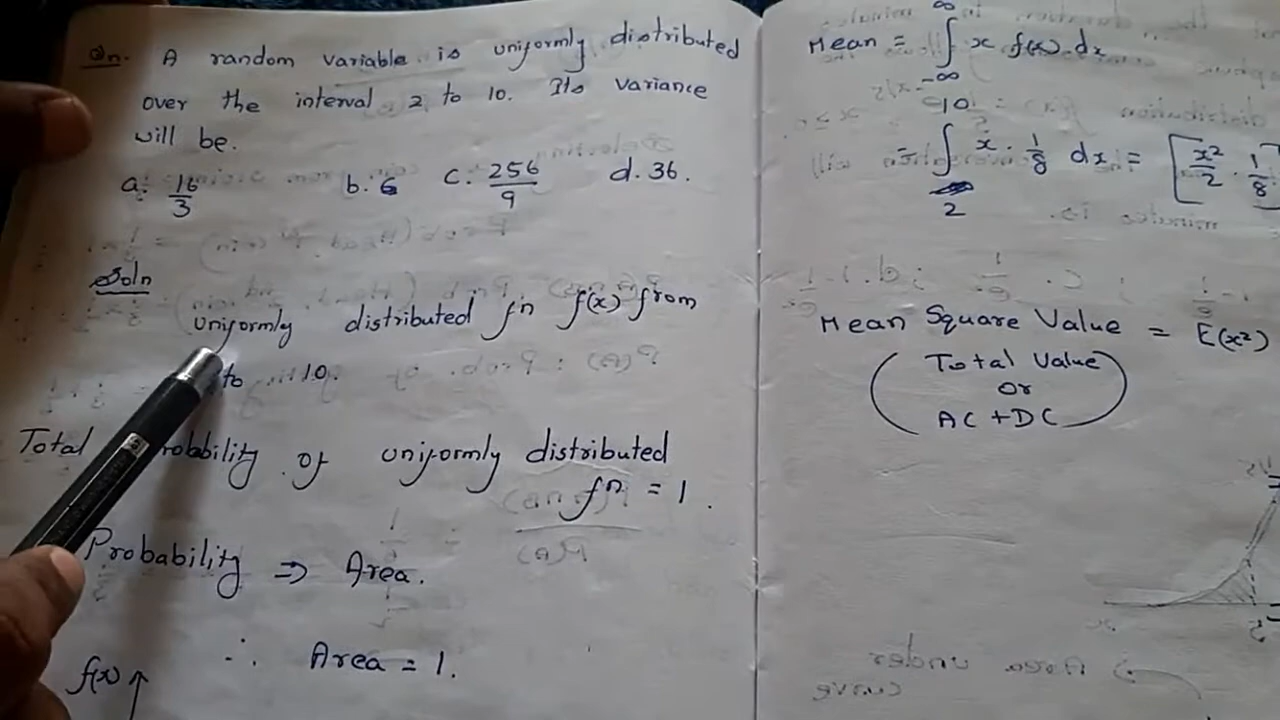 Qn. A random variable is uniformly distributed
over the interval 2 to 10. Its variance
will be.
a. 16/3 b. 6 c. 256/9 d. 36.
Soln
Uniformly distributed fn f(x) from
to 10.
Total Probability of uniformly distributed
fn = 1.
Probability ⇒ Area.
∴ Area = 1.
f(x)
Mean = ∫_{-∞}^{∞} x f(x) dx
= ∫_{2}^{10} x . 1/8 dx = [x²/2 . 1/8
Mean Square Value = E(x²)
(Total Value
or
AC + DC)